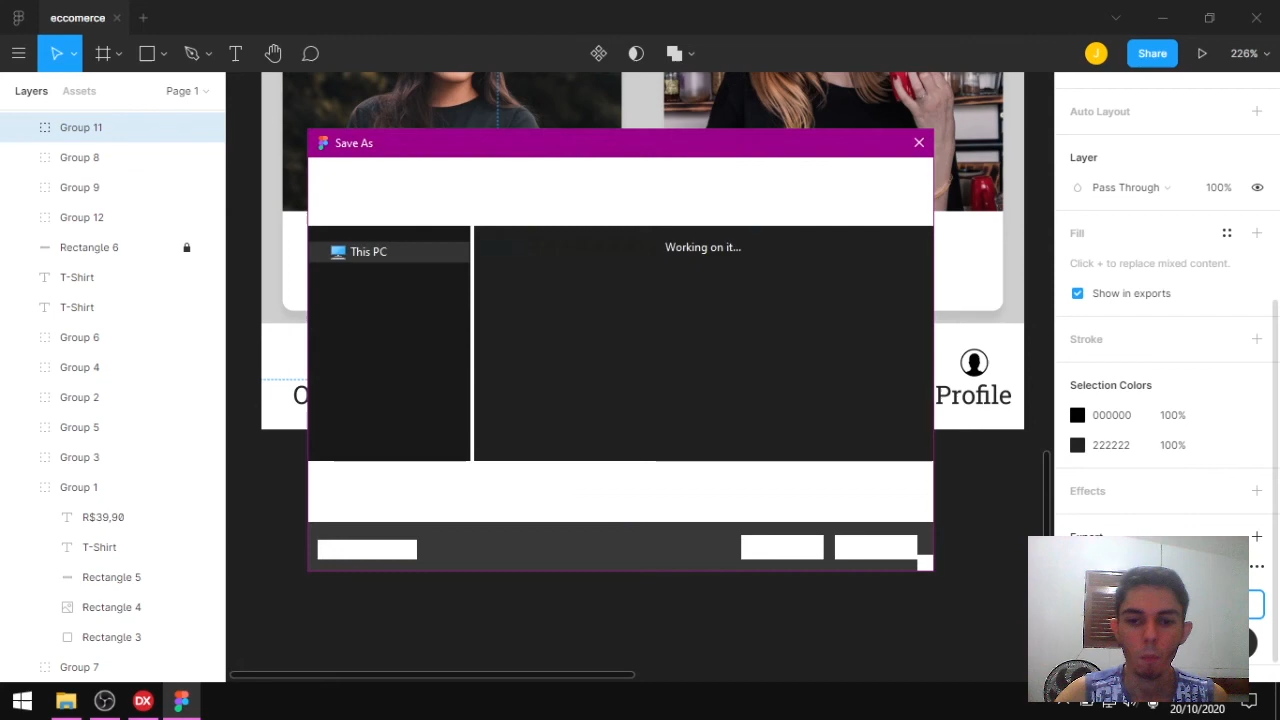 eccomerce
J
Share
226%
Layers
Assets
Page 1
Group 11
Group 8
Group 9
Group 12
Rectangle 6
T-Shirt
T-Shirt
Group 6
Group 4
Group 2
Group 5
Group 3
Group 1
R$39,90
T-Shirt
Rectangle 5
Rectangle 4
Rectangle 3
Group 7
Save As
This PC
Working on it...
Profile
Auto Layout
Layer
Pass Through
100%
Fill
Click + to replace mixed content.
Show in exports
Stroke
Selection Colors
000000
100%
222222
100%
Effects
DX
20/10/2020